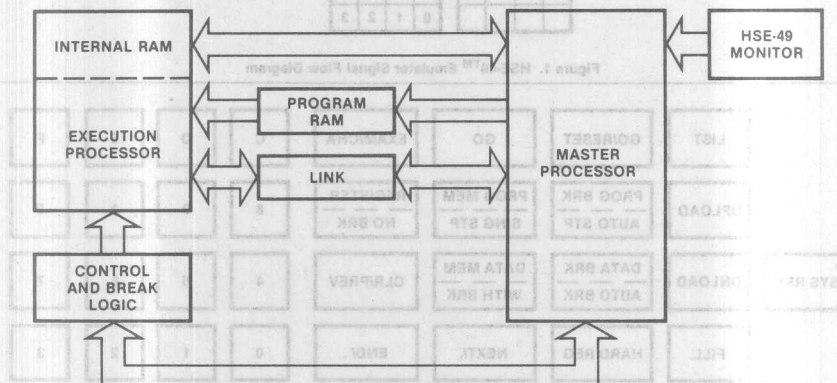 INTERNAL RAM
EXECUTION
PROCESSOR
PROGRAM
RAM
LINK
MASTER
PROCESSOR
HSE-49
MONITOR
CONTROL
AND BREAK
LOGIC